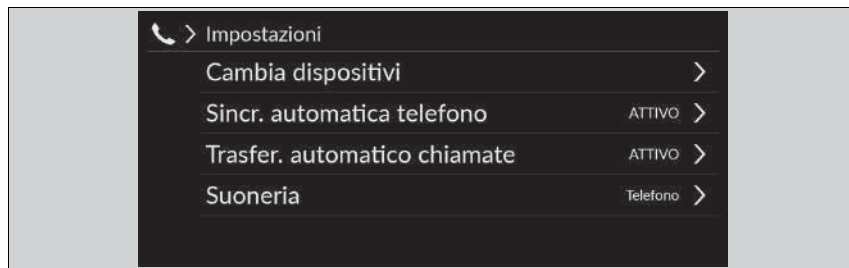 Impostazioni
Cambia dispositivi
Sincr. automatica telefono ATTIVO
Trasfer. automatico chiamate ATTIVO
Suoneria Telefono